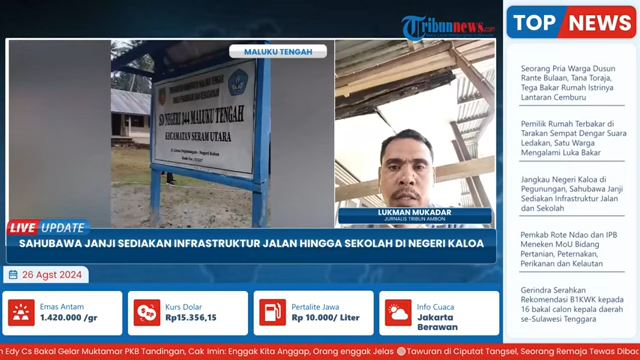 Tribunnews.com
TOP NEWS
MALUKU TENGAH
SD NEGERI 344 MALUKU TENGAH
KECAMATAN SERAM UTARA
LUKMAN MUKADAR
JURNALIS TRIBUN AMBON
LIVE UPDATE
SAHUBAWA JANJI SEDIAKAN INFRASTRUKTUR JALAN HINGGA SEKOLAH DI NEGERI KALOA
Seorang Pria Warga Dusun
Rante Bulaan, Tana Toraja,
Tega Bakar Rumah Istrinya
Lantaran Cemburu
Pemilik Rumah Terbakar di
Tarakan Sempat Dengar Suara
Ledakan, Satu Warga
Mengalami Luka Bakar
Jangkau Negeri Kaloa di
Pegunungan, Sahubawa Janji
Sediakan Infrastruktur Jalan
dan Sekolah
Pemkab Rote Ndao dan IPB
Meneken MoU Bidang
Pertanian, Peternakan,
Perikanan dan Kelautan
Gerindra Serahkan
Rekomendasi B1KWK kepada
16 bakal calon kepala daerah
se-Sulawesi Tenggara
26 Agst 2024
Emas Antam
1.420.000 /gr
Kurs Dolar
Rp15.356,15
Pertalite Jawa
Rp 10.000/ Liter
Info Cuaca
Jakarta
Berawan
n Edy Cs Bakal Gelar Muktamar PKB Tandingan, Cak Imin: Enggak Kita Anggap, Orang enggak Jelas Tawuran di Ciputat Tangsel, Seorang Remaja Tewas Dibac